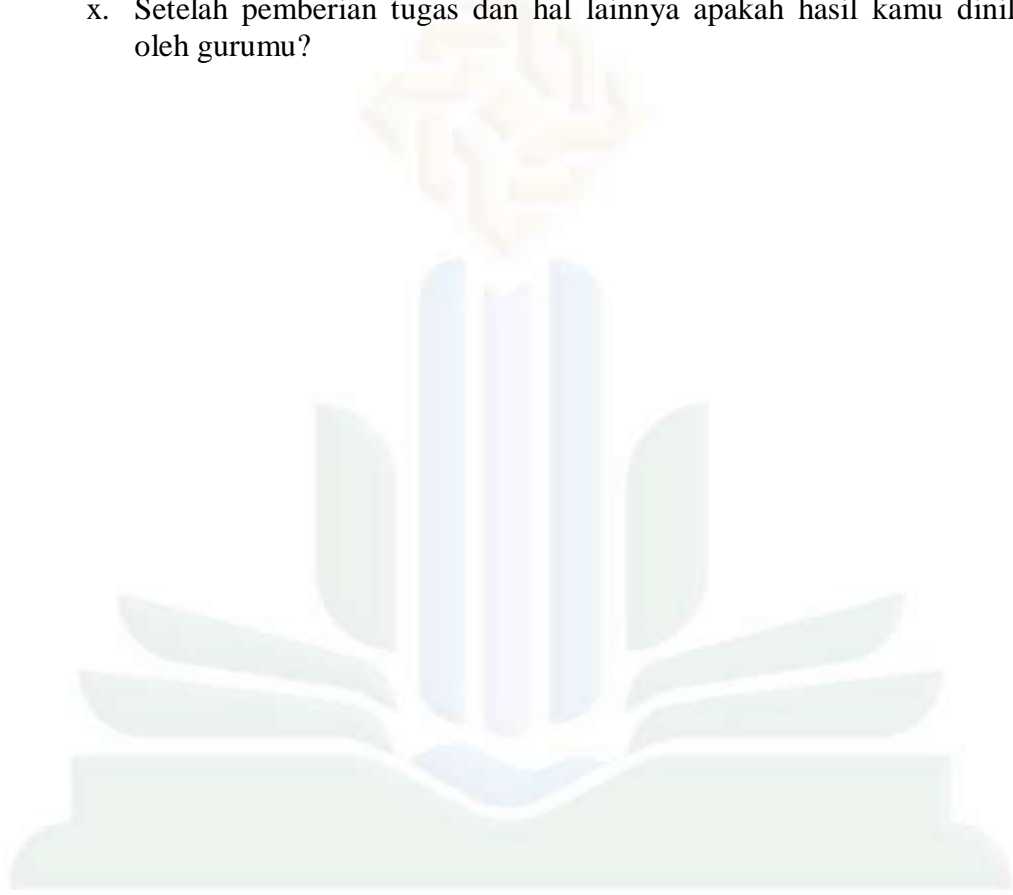 x. Setelah pemberian tugas dan hal lainnya apakah hasil kamu dinil
oleh gurumu?